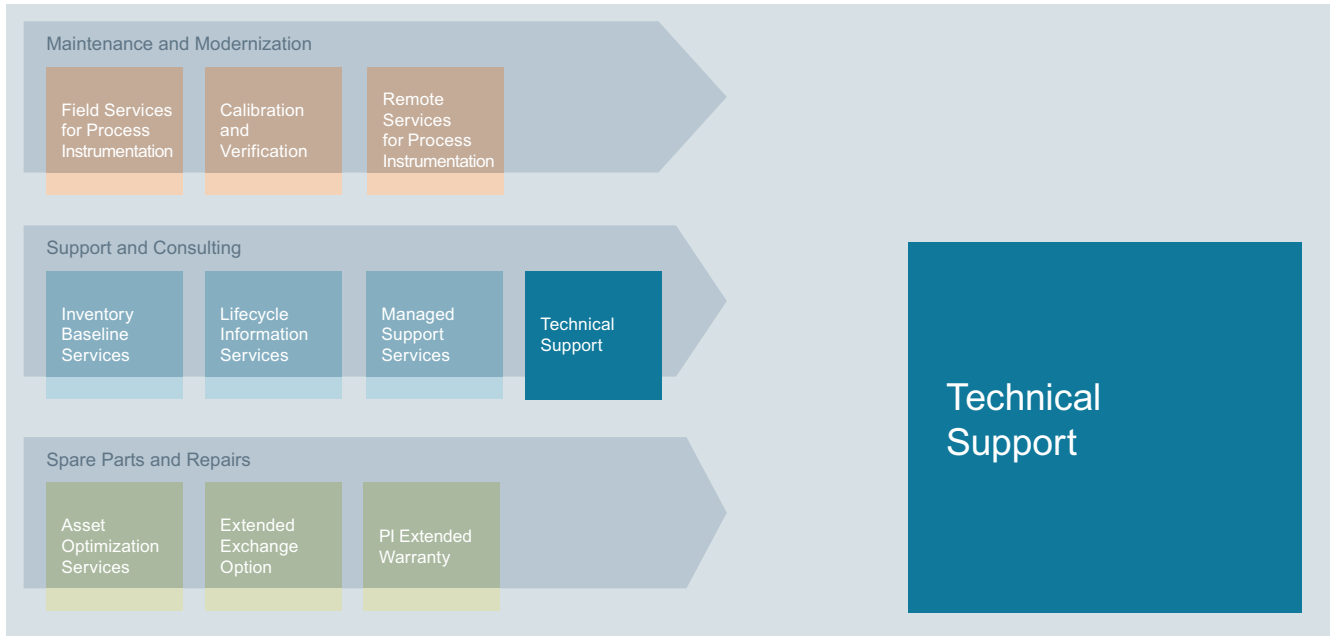 Maintenance and Modernization
Field Services
for Process
Instrumentation
Calibration
and
Verification
Remote
Services
for Process
Instrumentation
Support and Consulting
Inventory
Baseline
Services
Lifecycle
Information
Services
Managed
Support
Services
Technical
Support
Technical
Support
Spare Parts and Repairs
Asset
Optimization
Services
Extended
Exchange
Option
PI Extended
Warranty